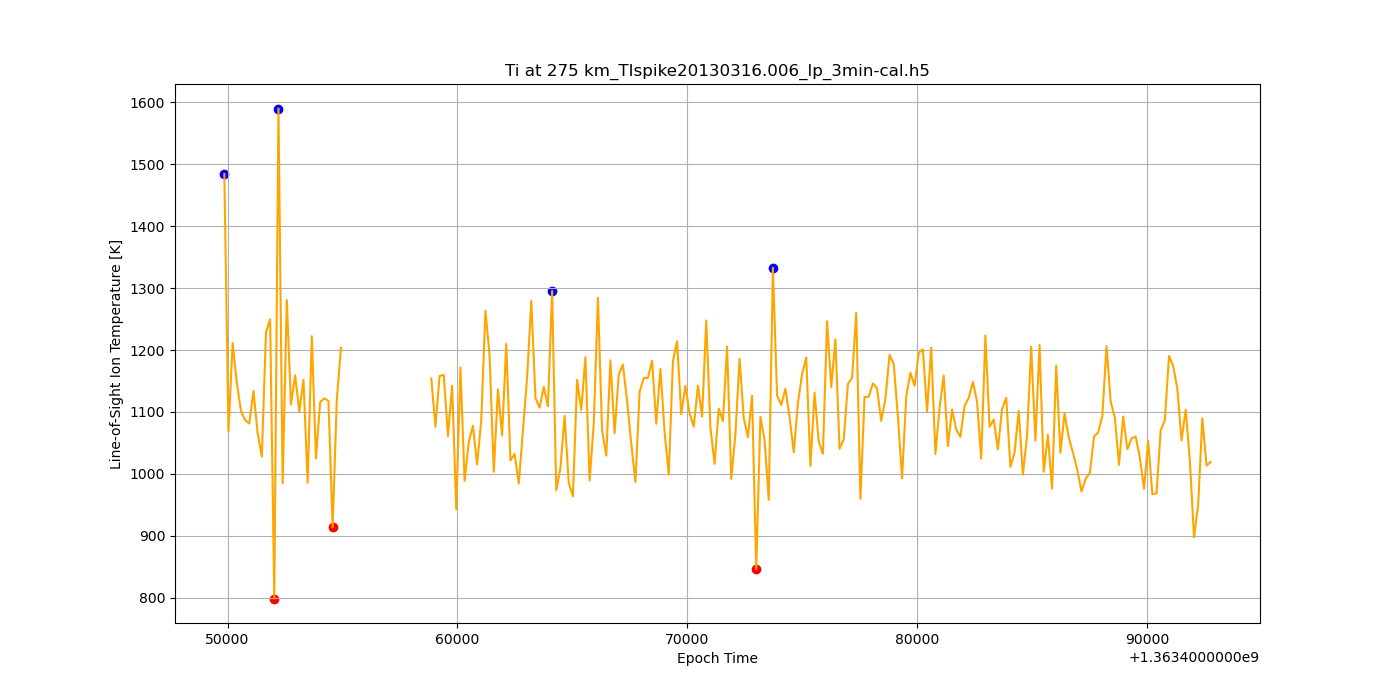 Ti at 275 km_TIspike20130316.006_lp_3min-cal.h5
Line-of-Sight Ion Temperature [K]
1600
1500
1400
1300
1200
1100
1000
900
800
50000 60000 70000 80000 90000
Epoch Time
+1.3634000000e9